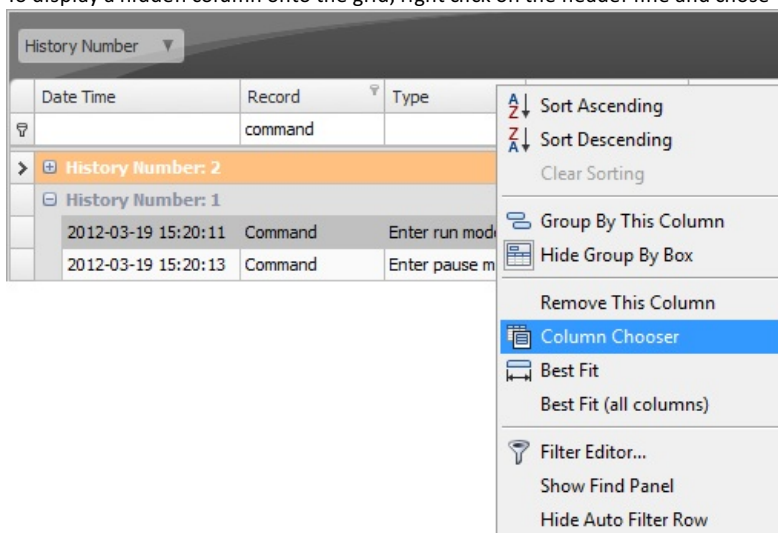 To display a hidden column onto the grid, right click on the header line and chose
History Number
Date Time Record Type
command
History Number: 2
History Number: 1
2012-03-19 15:20:11 Command Enter run mod
2012-03-19 15:20:13 Command Enter pause m
Sort Ascending
Sort Descending
Clear Sorting
Group By This Column
Hide Group By Box
Remove This Column
Column Chooser
Best Fit
Best Fit (all columns)
Filter Editor...
Show Find Panel
Hide Auto Filter Row